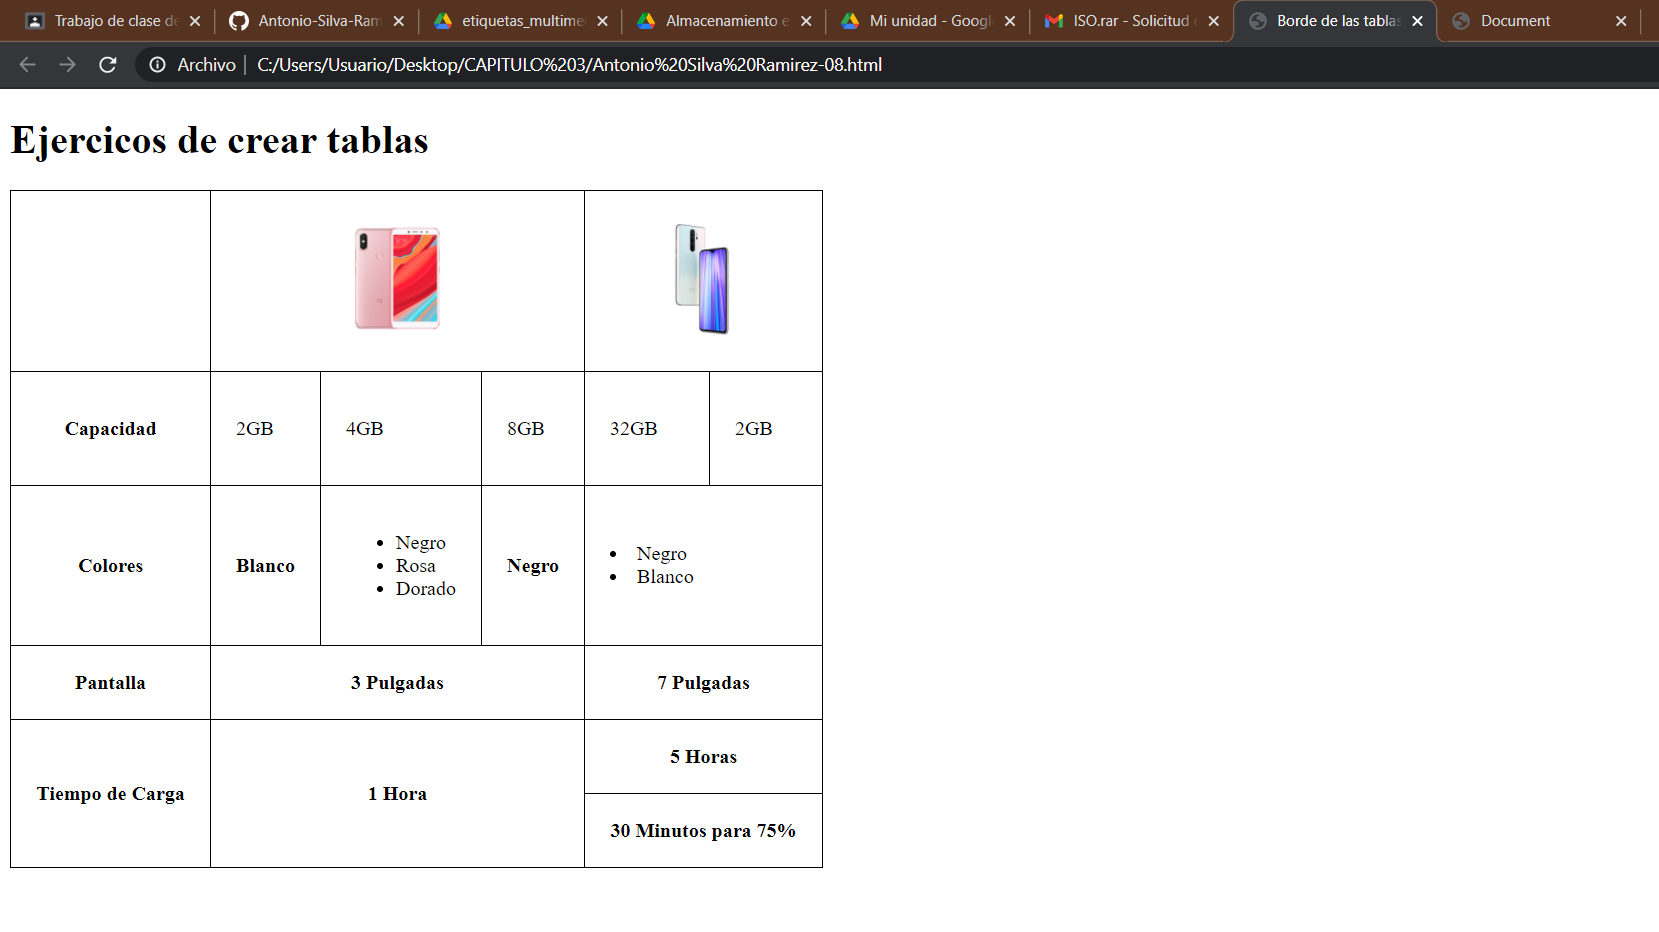 Trabajo de clase de
Antonio-Silva-Ram
etiquetas_multime
Almacenamiento e
Mi unidad - Googl
ISO.rar - Solicitud
Borde de las tablas
Document
Archivo | C:/Users/Usuario/Desktop/CAPITULO%203/Antonio%20Silva%20Ramirez-08.html
Ejercicos de crear tablas
Capacidad 2GB 4GB 8GB 32GB 2GB
Colores Blanco
Negro
Rosa
Dorado
Negro
Negro
Blanco
Pantalla 3 Pulgadas 7 Pulgadas
Tiempo de Carga 1 Hora
5 Horas
30 Minutos para 75%